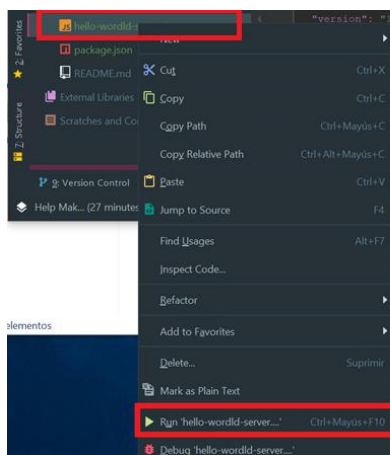 2: Favorites
Z: Structure
hello-wordld-s
package.json
README.md
External Libraries
Scratches and Co
9: Version Control
Help Mak... (27 minutes
elementos
"version": "
New
Cut Ctrl+X
Copy Ctrl+C
Copy Path Ctrl+Mayús+C
Copy Relative Path Ctrl+Alt+Mayús+C
Paste Ctrl+V
Jump to Source F4
Find Usages Alt+F7
Inspect Code...
Refactor
Add to Favorites
Delete... Suprimir
Mark as Plain Text
Run 'hello-wordld-server....' Ctrl+Mayús+F10
Debug 'hello-wordld-server....'